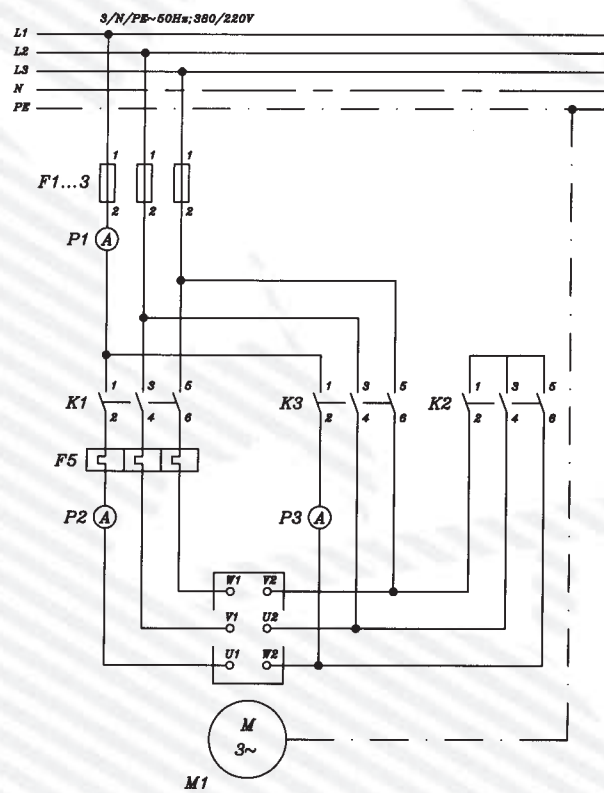 3/N/PE~50Hz;380/220V
L1
L2
L3
N
PE
1 1 1
F1...3
2 2 2
P1 A
1 3 5 1 3 5 1 3 5
K1 K3 K2
2 4 6 2 4 6 2 4 6
F5
P2 A P3 A
W1 V2
V1 U2
U1 W2
M
3~
M1